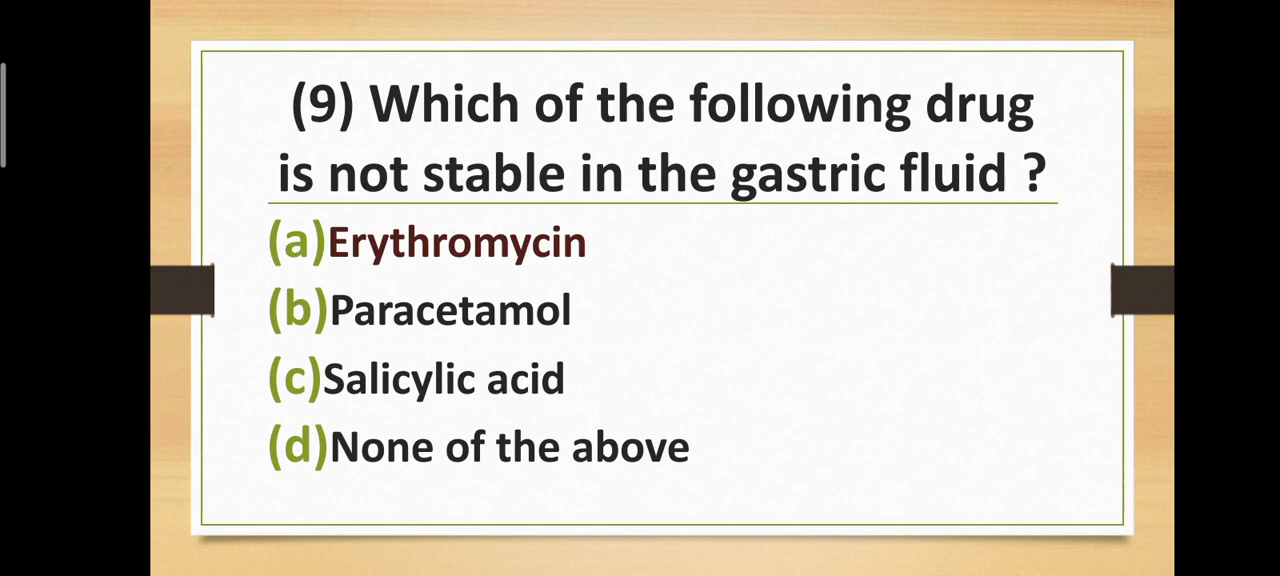 (9) Which of the following drug
is not stable in the gastric fluid ?
(a)Erythromycin
(b)Paracetamol
(c)Salicylic acid
(d)None of the above